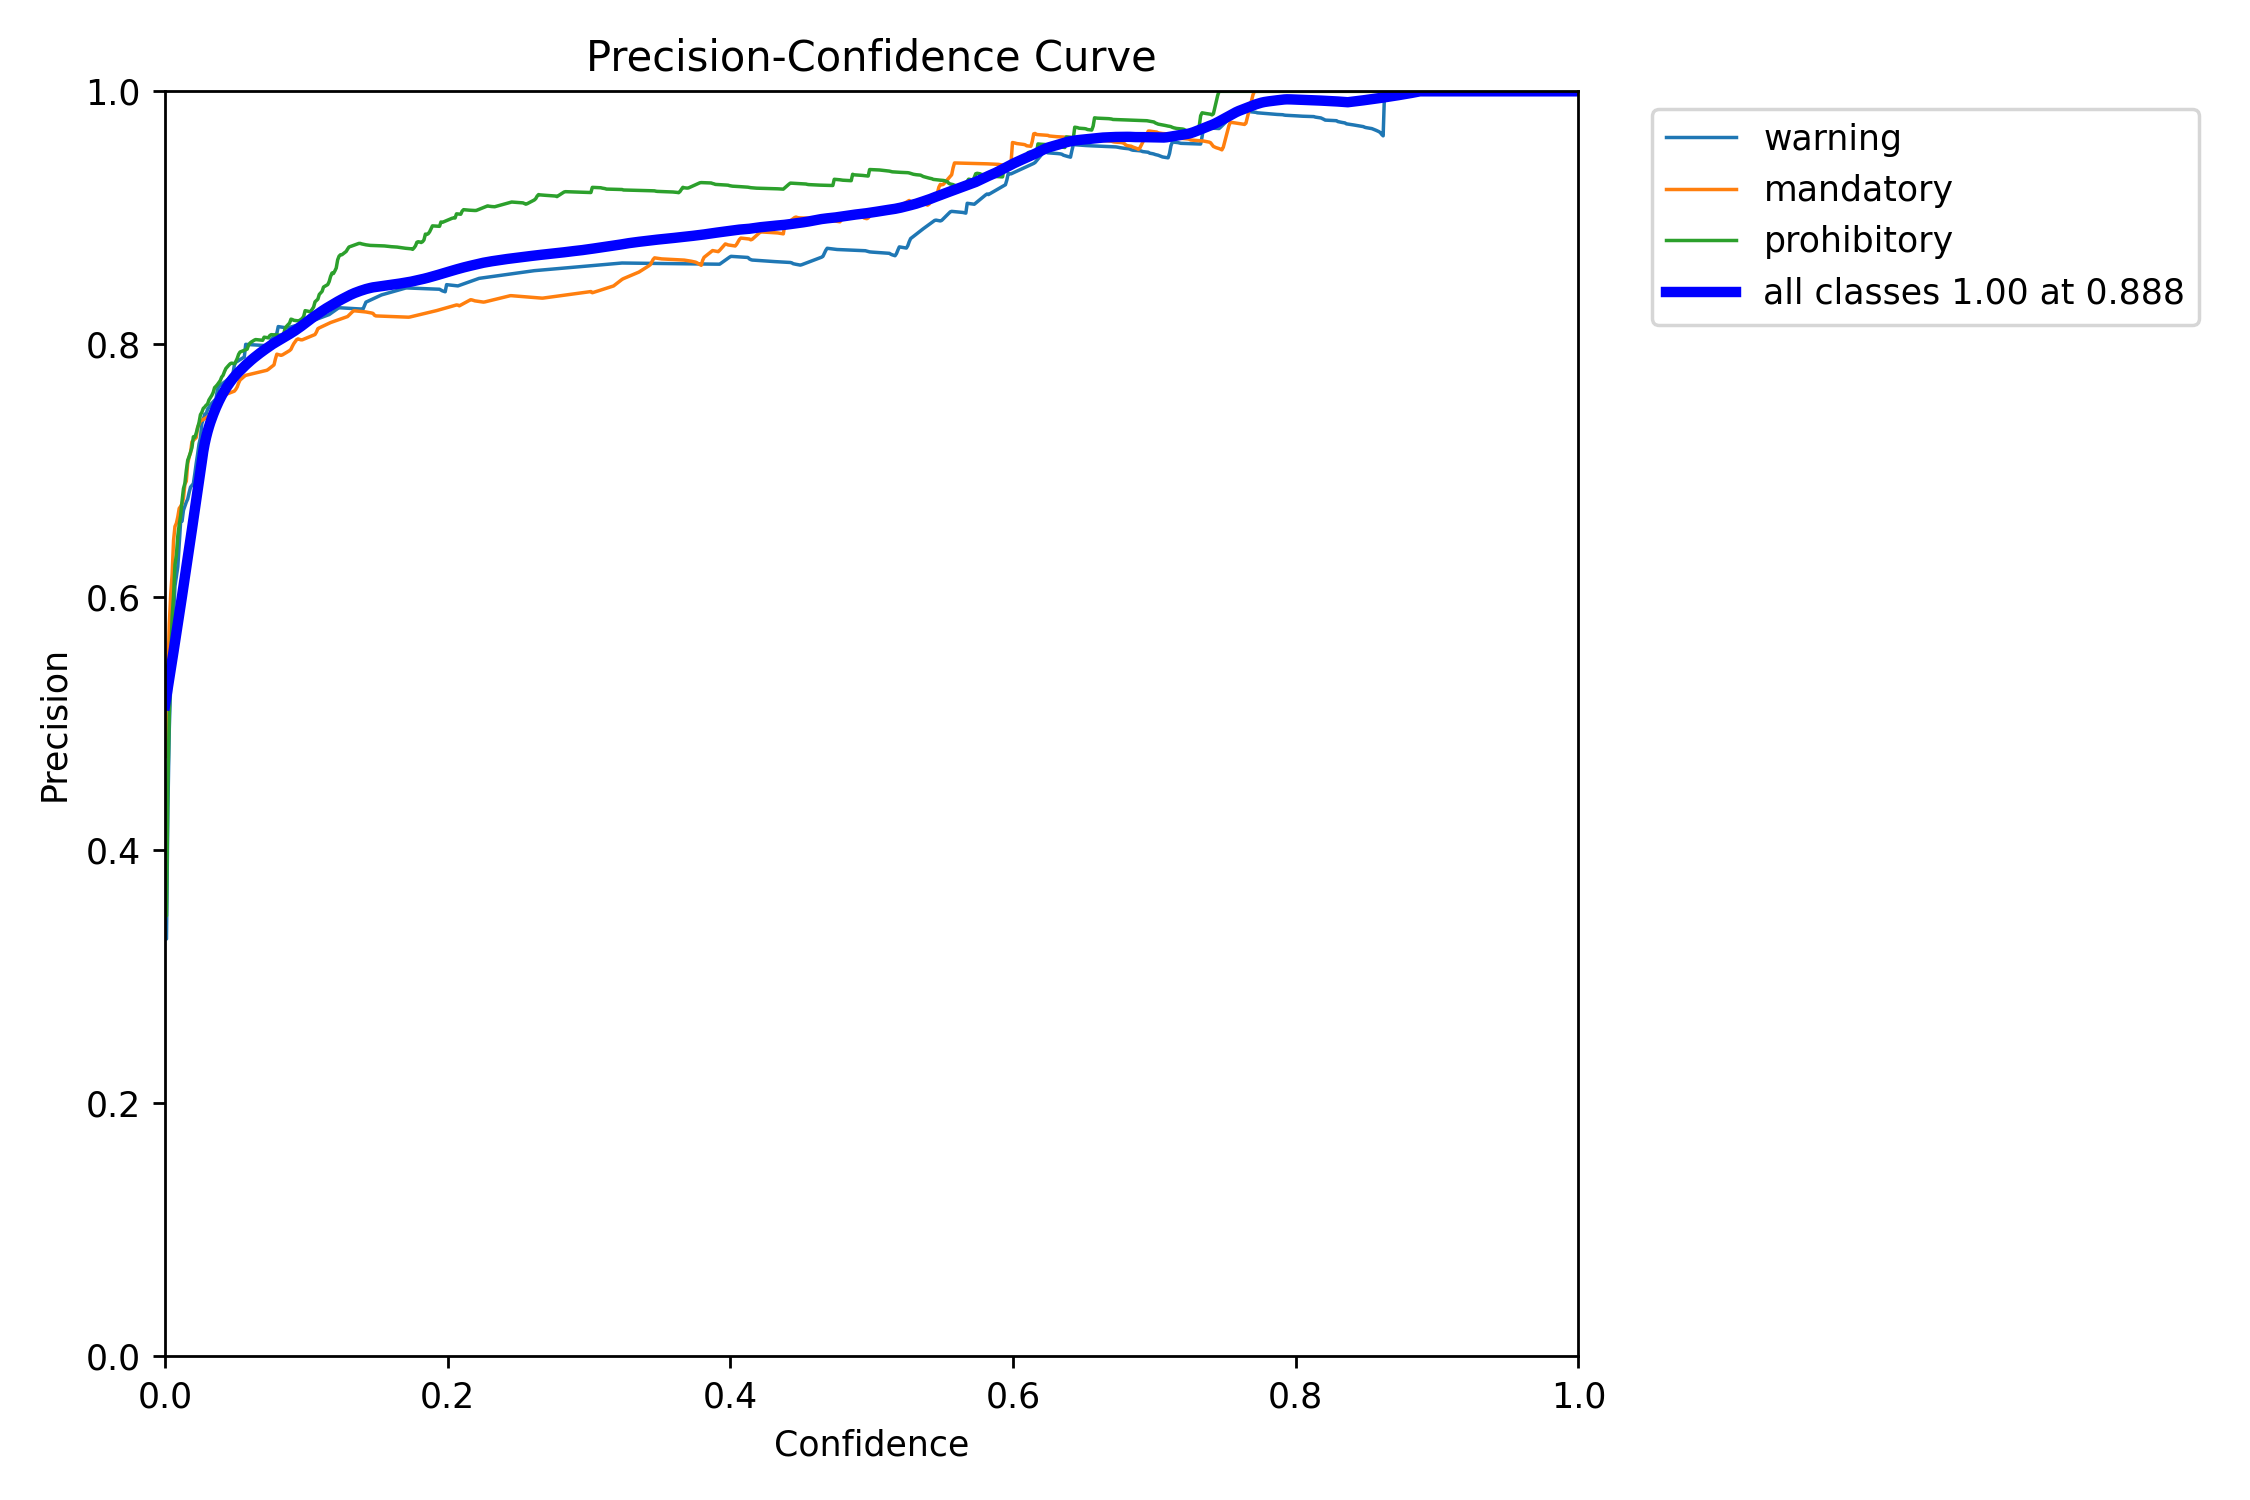 Precision-Confidence Curve
1.0
0.8
0.6
0.4
0.2
0.0
Precision
0.0 0.2 0.4 0.6 0.8 1.0
Confidence
warning
mandatory
prohibitory
all classes 1.00 at 0.888